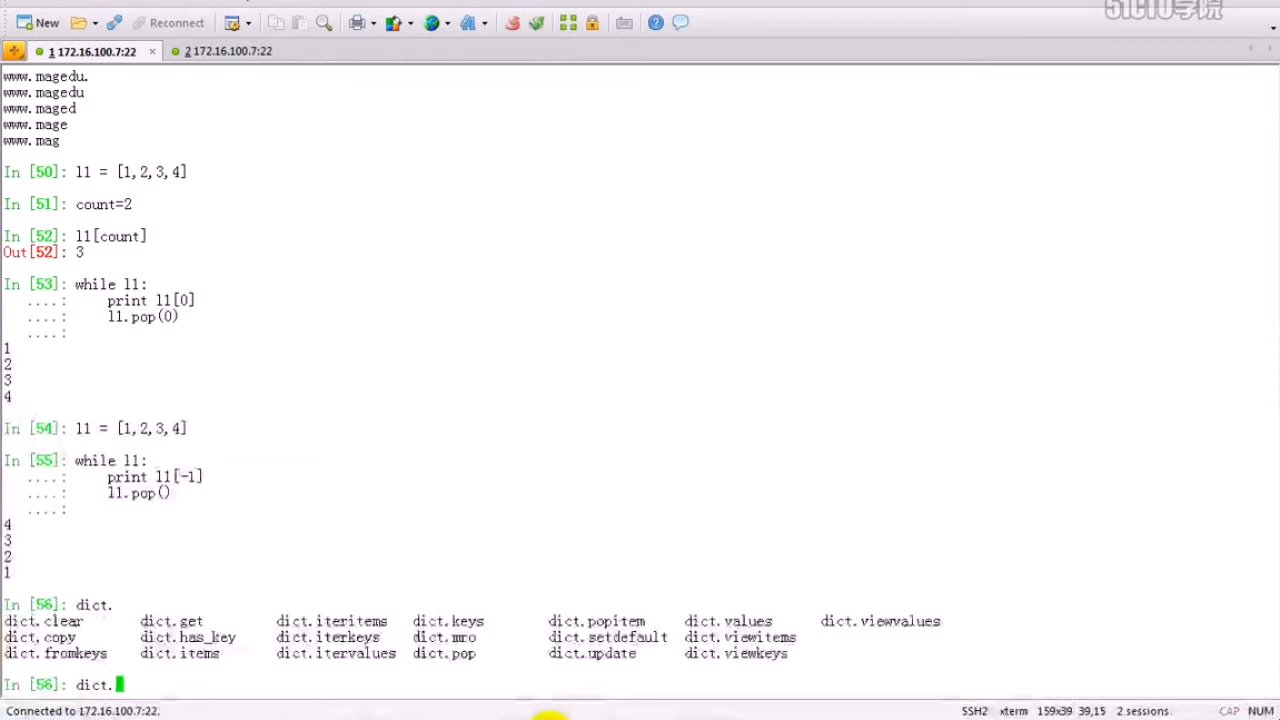 51CTO学院
New Reconnect
1 172.16.100.7:22 × 2 172.16.100.7:22
www.magedu.
www.magedu
www.maged
www.mage
www.mag
In [50]: l1 = [1,2,3,4]
In [51]: count=2
In [52]: l1[count]
Out[52]: 3
In [53]: while l1:
....: print l1[0]
....: l1.pop(0)
....:
1
2
3
4
In [54]: l1 = [1,2,3,4]
In [55]: while l1:
....: print l1[-1]
....: l1.pop()
....:
4
3
2
1
In [56]: dict.
dict.clear dict.get dict.iteritems dict.keys dict.popitem dict.values dict.viewvalues
dict.copy dict.has_key dict.iterkeys dict.mro dict.setdefault dict.viewitems
dict.fromkeys dict.items dict.itervalues dict.pop dict.update dict.viewkeys
In [56]: dict.
Connected to 172.16.100.7:22. SSH2 xterm 159x39 39,15 2 sessions CAP NUM